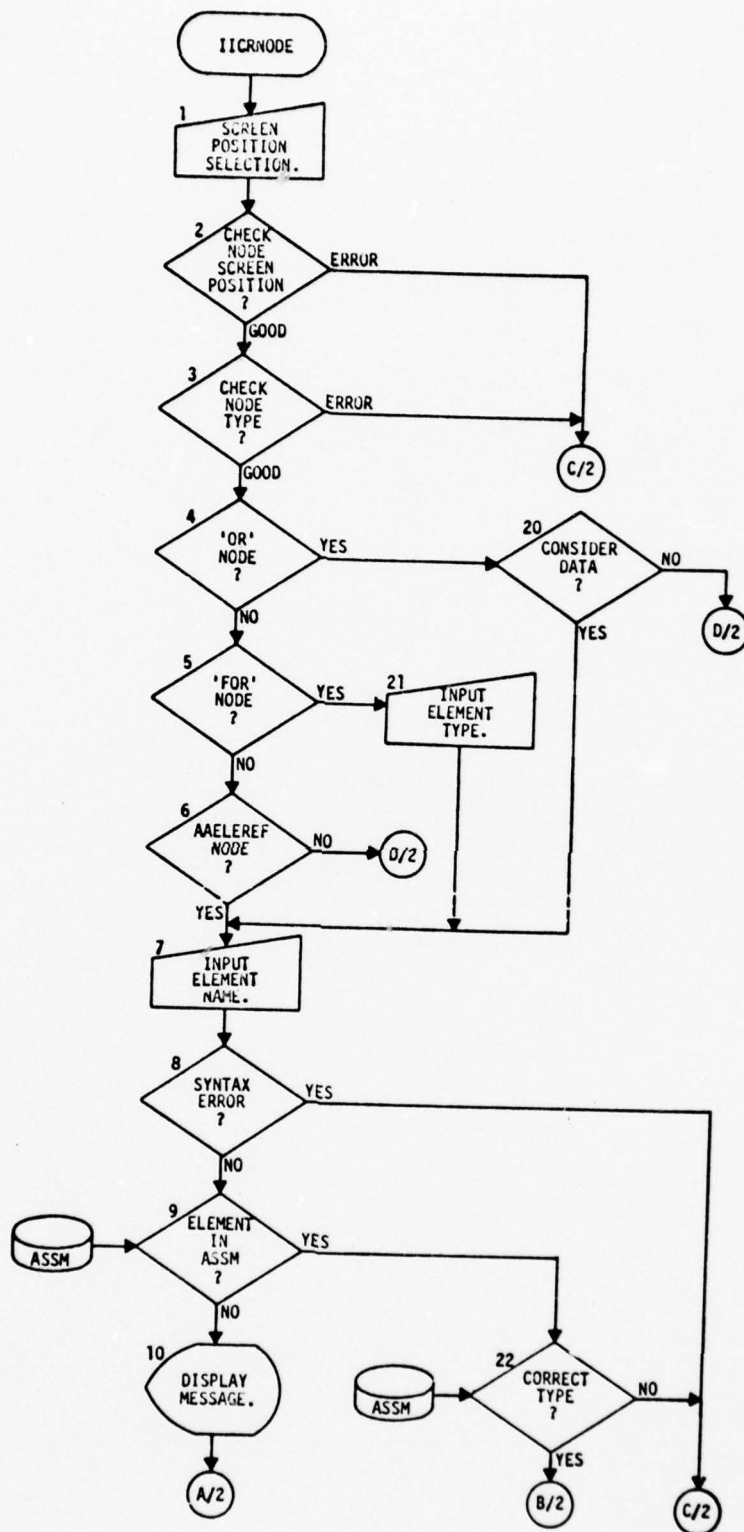 IICRNODE
1
SCREEN
POSITION
SELECTION.
2
CHECK
NODE
SCREEN
POSITION
?
ERROR
GOOD
3
CHECK
NODE
TYPE
?
ERROR
GOOD
C/2
4
'OR'
NODE
?
YES
NO
20
CONSIDER
DATA
?
NO
YES
D/2
5
'FOR'
NODE
?
YES
NO
21
INPUT
ELEMENT
TYPE.
6
AAELEREF
NODE
?
NO
D/2
YES
7
INPUT
ELEMENT
NAME.
8
SYNTAX
ERROR
?
YES
NO
9
ELEMENT
IN
ASSM
?
YES
NO
ASSM
10
DISPLAY
MESSAGE.
22
CORRECT
TYPE
?
NO
YES
ASSM
A/2
B/2
C/2